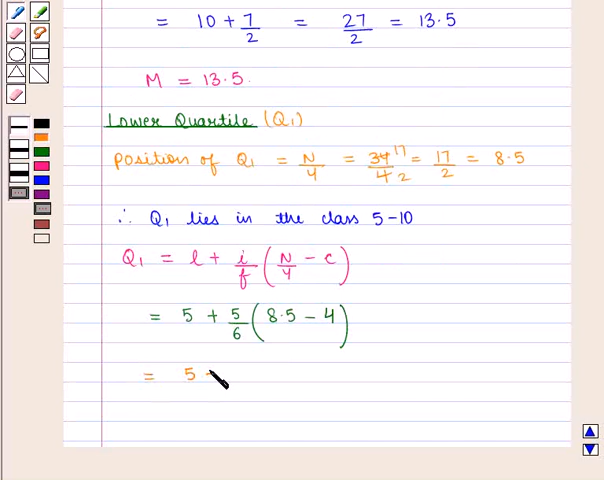 = 10 + 7/2 = 27/2 = 13.5
M = 13.5.
Lower Quartile (Q1)
Position of Q1 = N/4 = 34 17/4 2 = 17/2 = 8.5
∴ Q1 lies in the class 5-10
Q1 = l + i/f (N/4 - c)
= 5 + 5/6 (8.5 - 4)
= 5 -